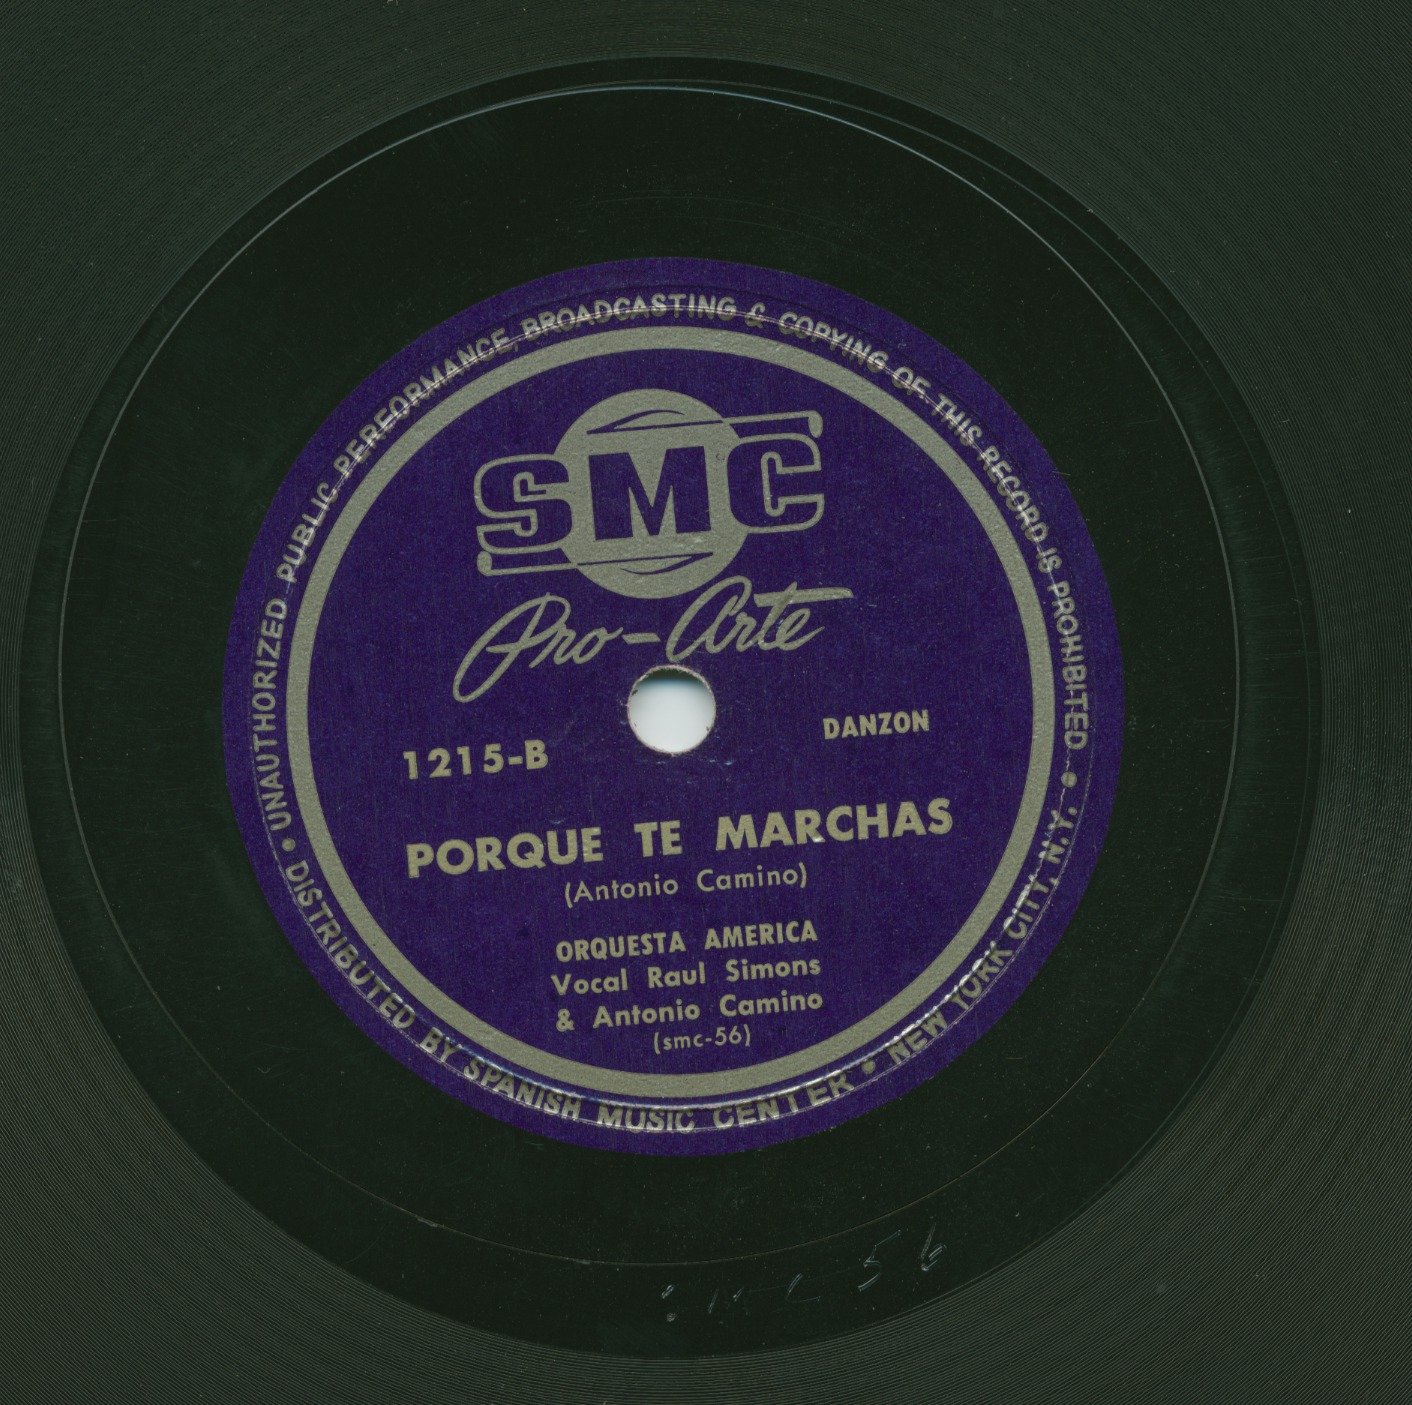 UNAUTHORIZED PUBLIC PERFORMANCE, BROADCASTING & COPYING OF THIS RECORD IS PROHIBITED
SMC
Pro-Arte
DANZON
1215-B
PORQUE TE MARCHAS
(Antonio Camino)
ORQUESTA AMERICA
Vocal Raul Simons
& Antonio Camino
(smc-56)
• DISTRIBUTED BY SPANISH MUSIC CENTER • NEW YORK CITY, N.Y. •
56